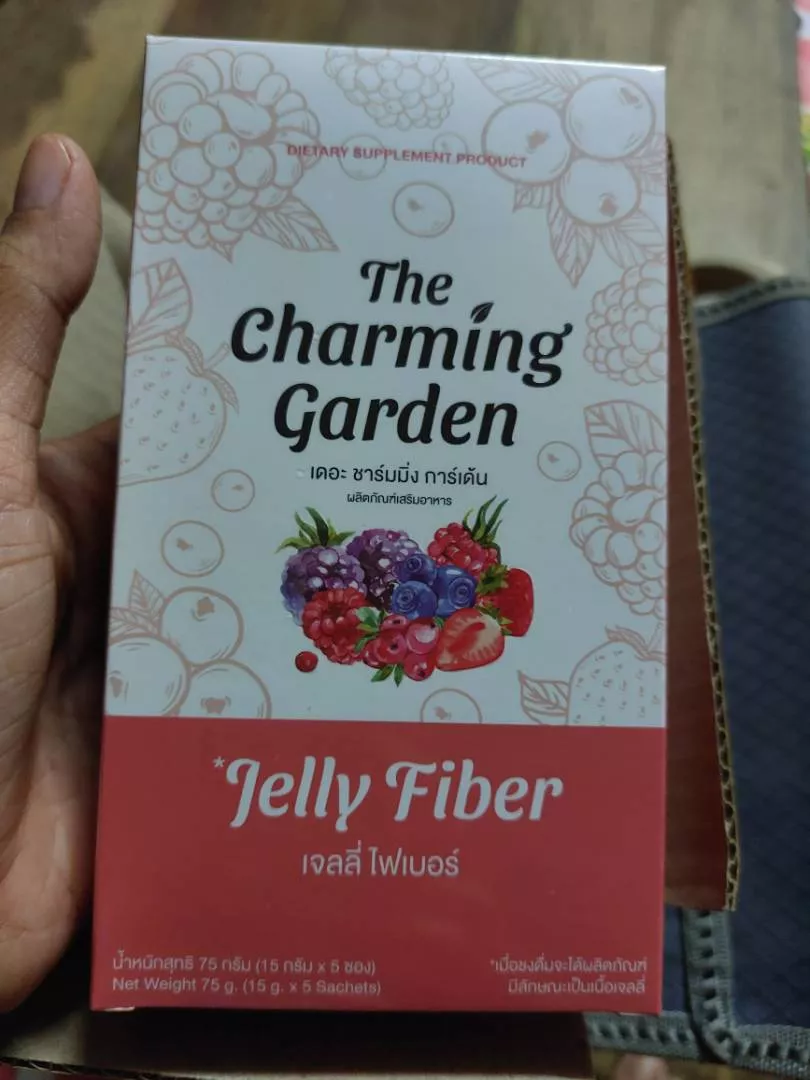 DIETARY SUPPLEMENT PRODUCT
The
Charming
Garden
เดอะ ชาร์มมิ่ง การ์เด้น
ผลิตภัณฑ์เสริมอาหาร
*Jelly Fiber
เจลลี่ ไฟเบอร์
น้ำหนักสุทธิ 75 กรัม (15 กรัม x 5 ซอง)
Net Weight 75 g. (15 g. x 5 Sachets)
*เมื่อชงดื่มจะได้ผลิตภัณฑ์
มีลักษณะเป็นเนื้อเจลลี่